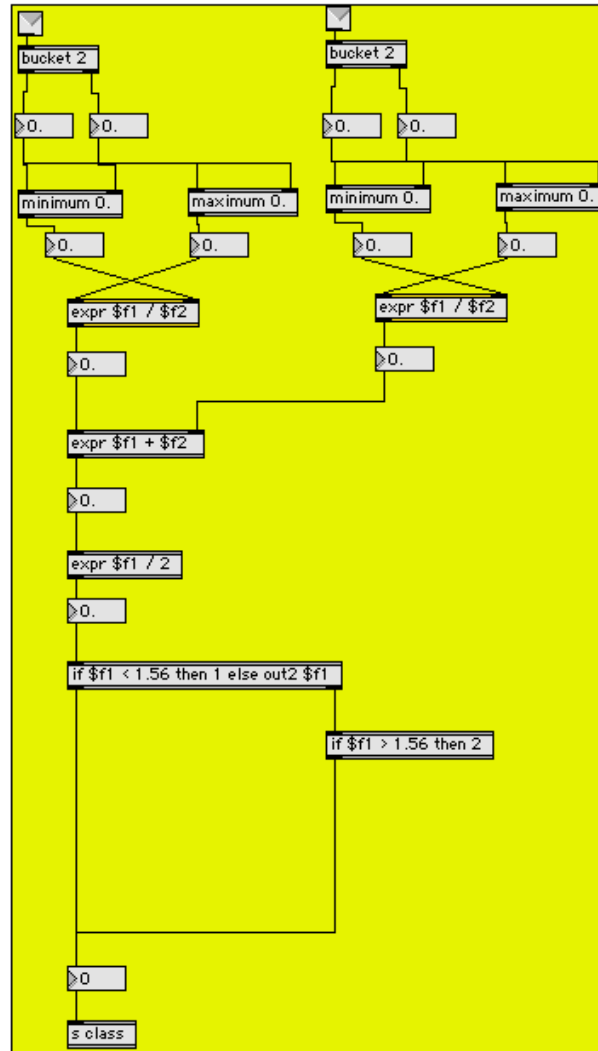 bucket 2
bucket 2
0.
0.
0.
0.
minimum 0.
maximum 0.
minimum 0.
maximum 0.
0.
0.
0.
0.
expr $f1 / $f2
expr $f1 / $f2
0.
0.
expr $f1 + $f2
0.
expr $f1 / 2
0.
if $f1 < 1.56 then 1 else out2 $f1
if $f1 > 1.56 then 2
0
s class